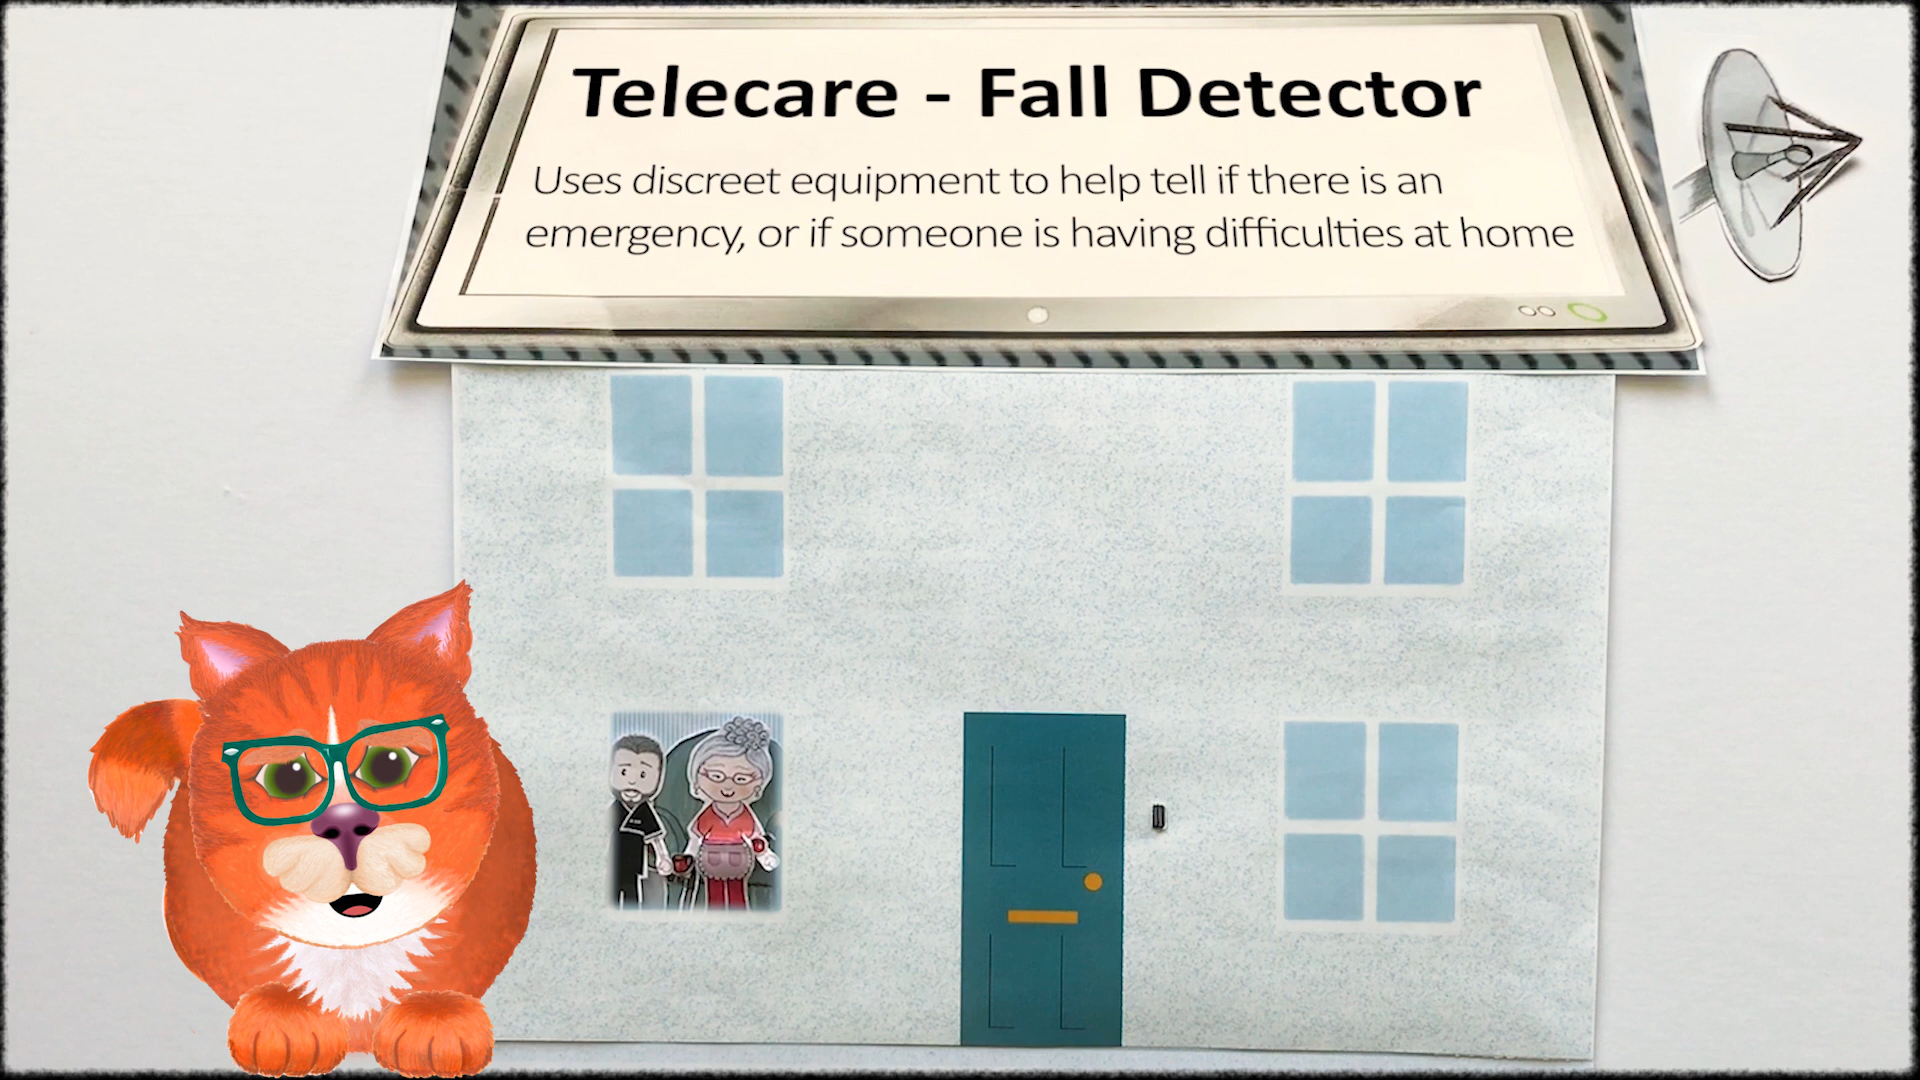 Telecare - Fall Detector
Uses discreet equipment to help tell if there is an
emergency, or if someone is having difficulties at home